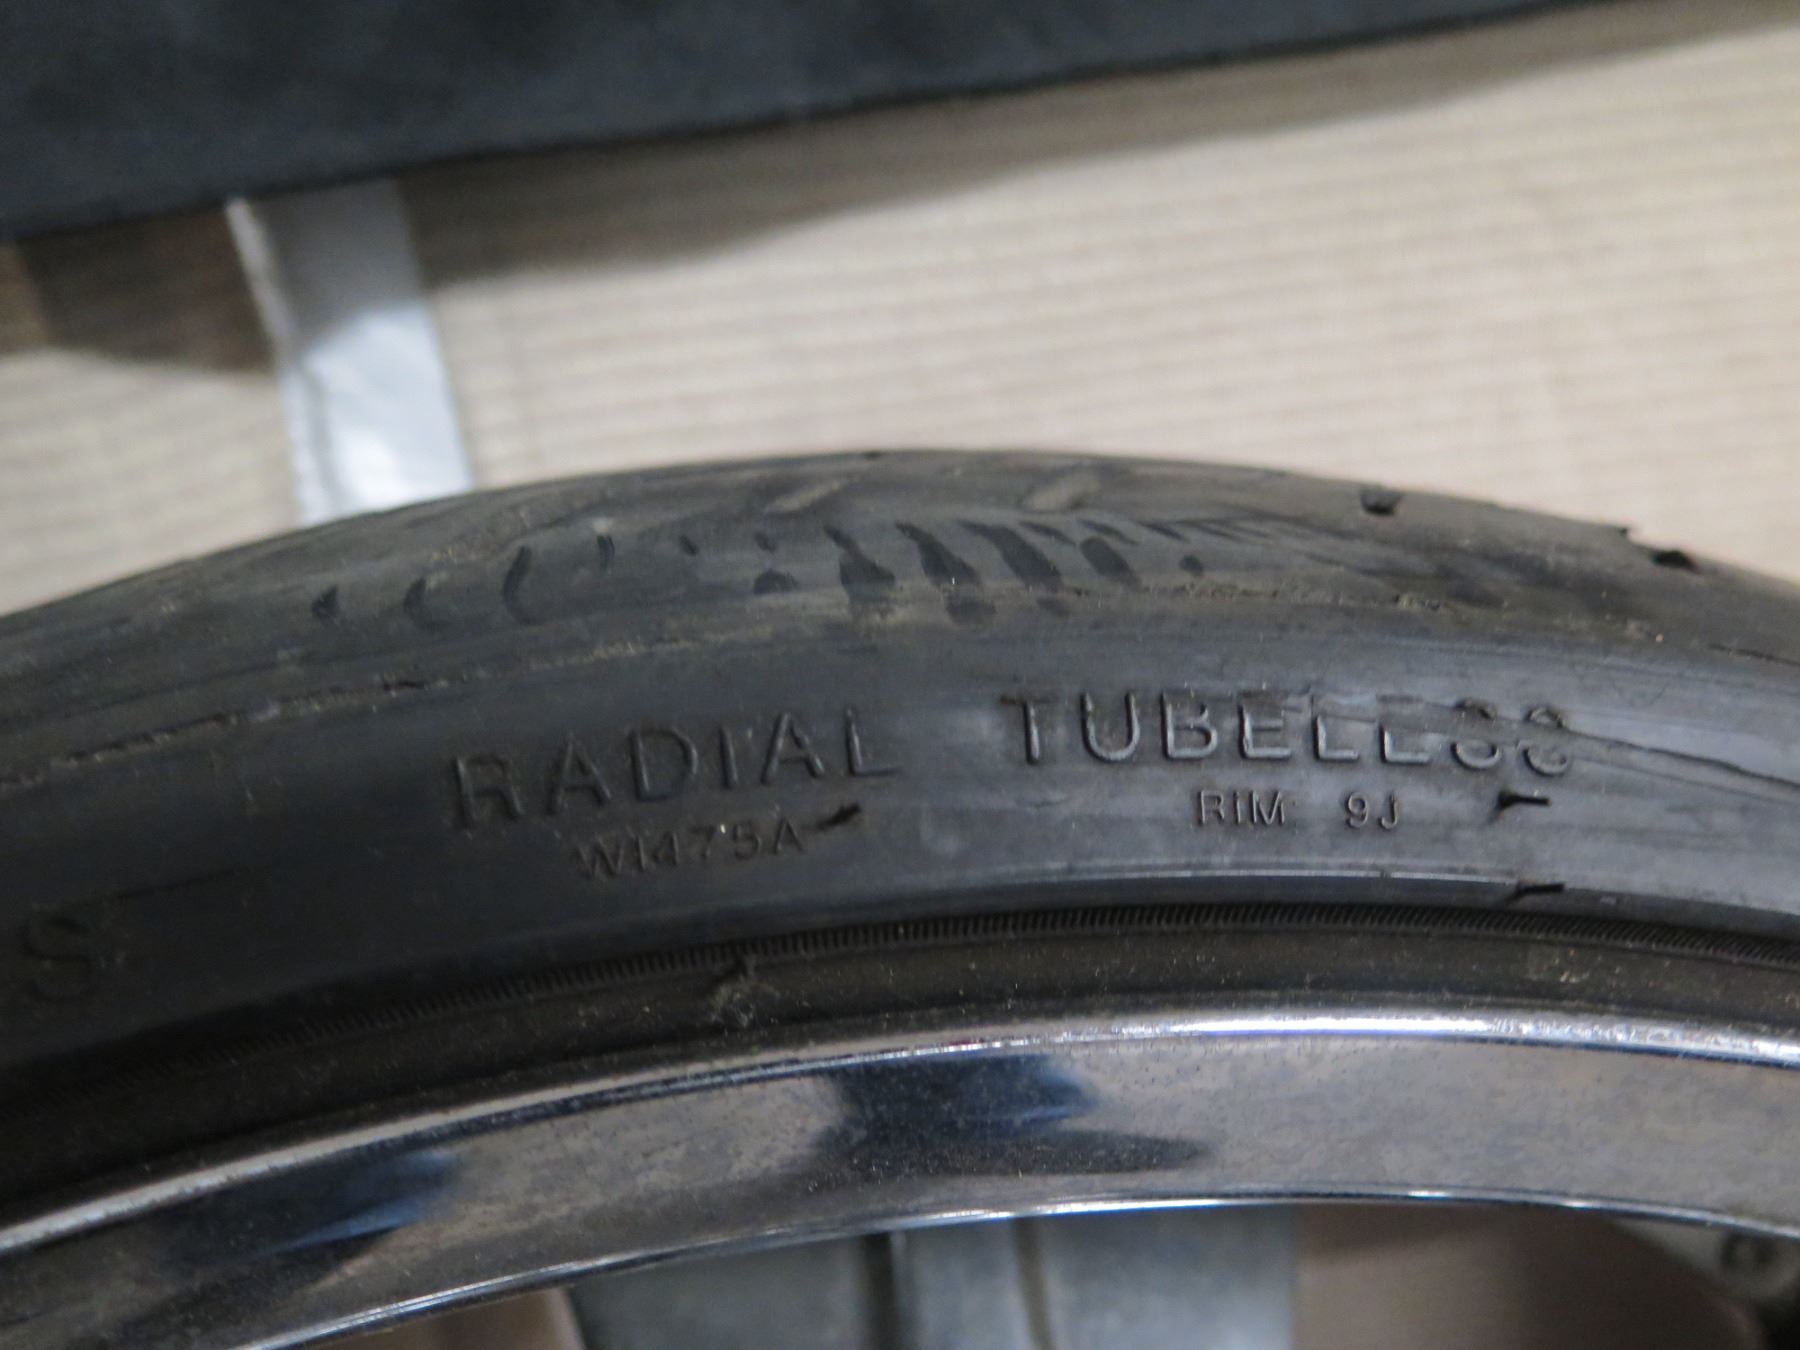 RADIAL TUBELESS
W1475A RIM 9J
S